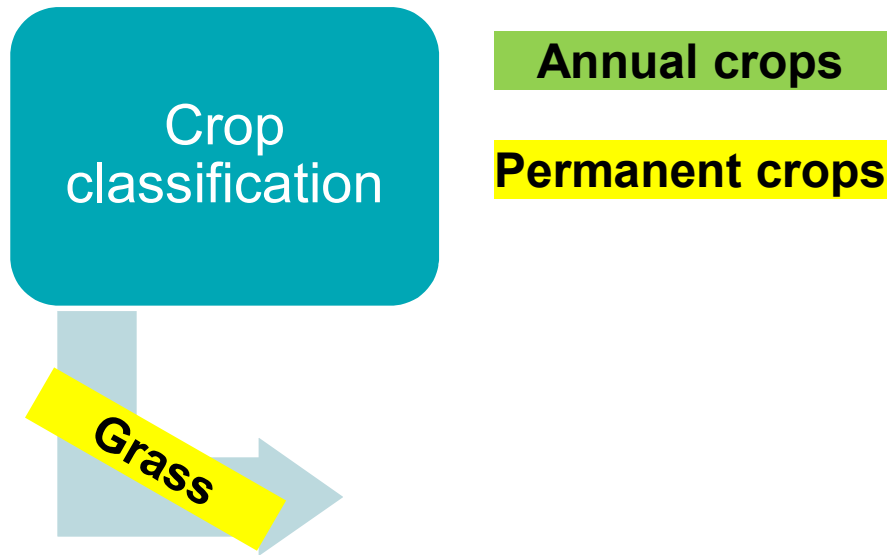 Crop
classification
Annual crops
Permanent crops
Grass